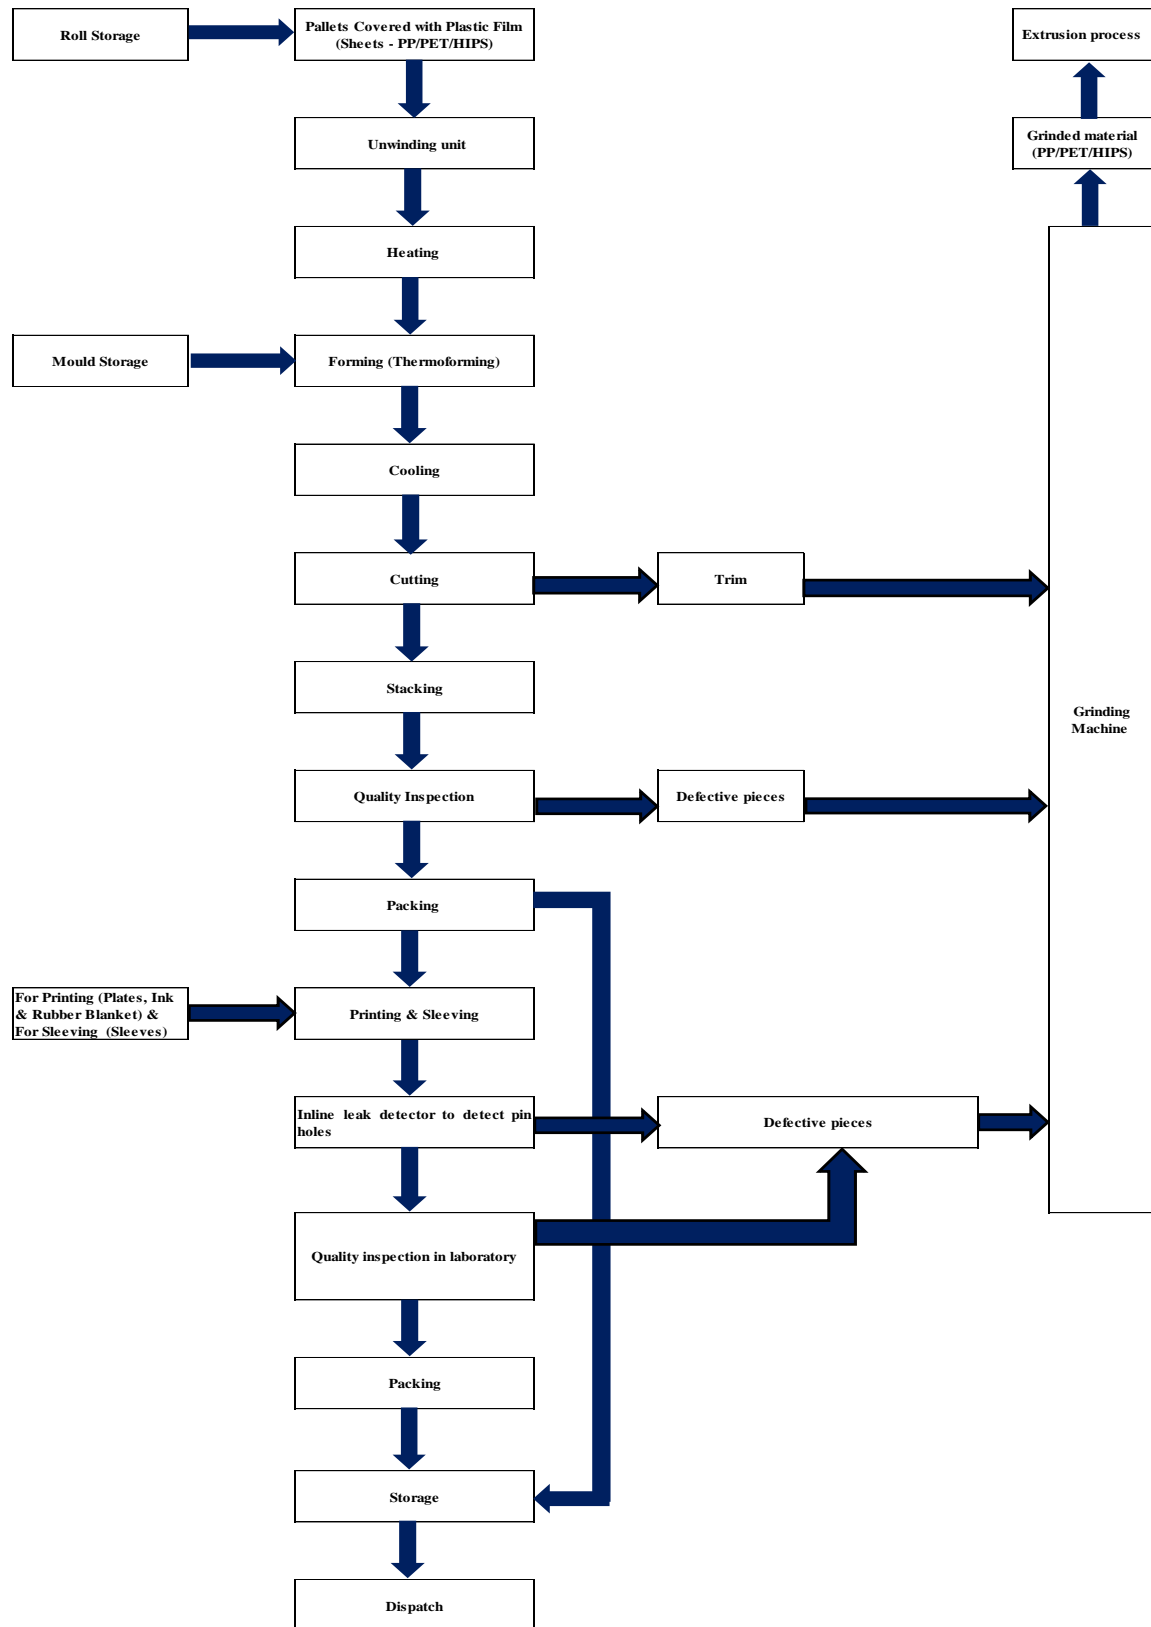 Roll Storage
Pallets Covered with Plastic Film
(Sheets - PP/PET/HIPS)
Extrusion process
Unwinding unit
Grinded material
(PP/PET/HIPS)
Heating
Mould Storage
Forming (Thermoforming)
Cooling
Cutting
Trim
Stacking
Grinding
Machine
Quality Inspection
Defective pieces
Packing
For Printing (Plates, Ink
& Rubber Blanket) &
For Sleeving (Sleeves)
Printing & Sleeving
Inline leak detector to detect pin
holes
Defective pieces
Quality inspection in laboratory
Packing
Storage
Dispatch